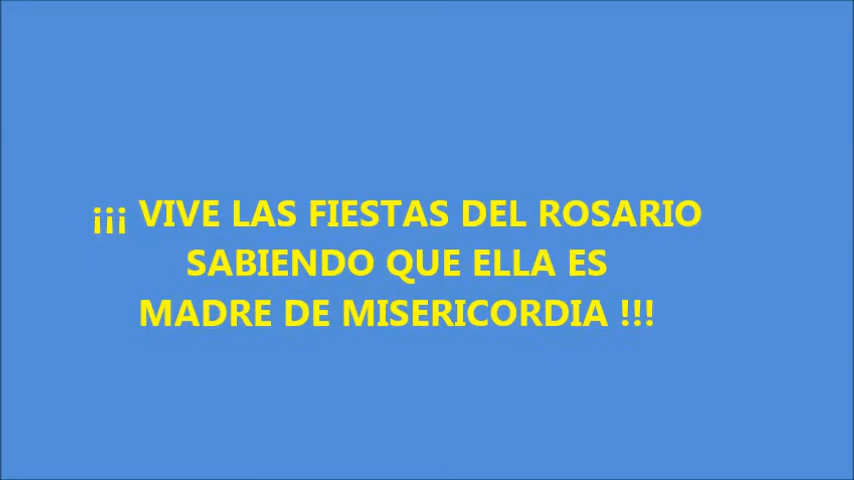 ¡¡¡ VIVE LAS FIESTAS DEL ROSARIO
SABIENDO QUE ELLA ES
MADRE DE MISERICORDIA !!!